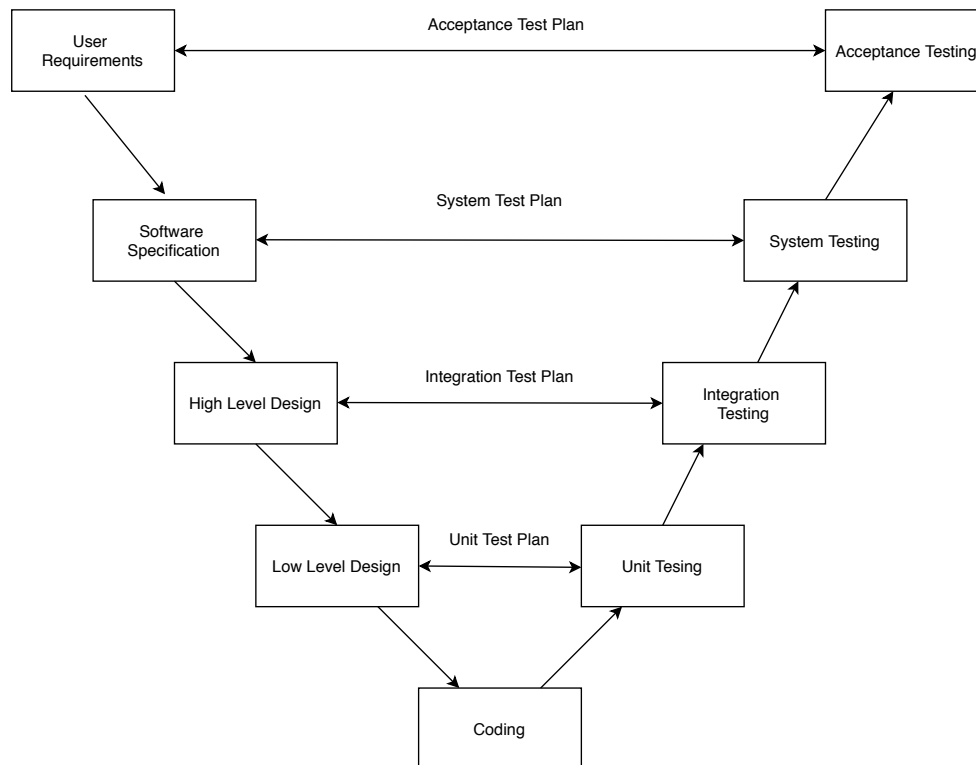 User
Requirements
Acceptance Test Plan
Acceptance Testing
Software
Specification
System Test Plan
System Testing
High Level Design
Integration Test Plan
Integration
Testing
Low Level Design
Unit Test Plan
Unit Tesing
Coding